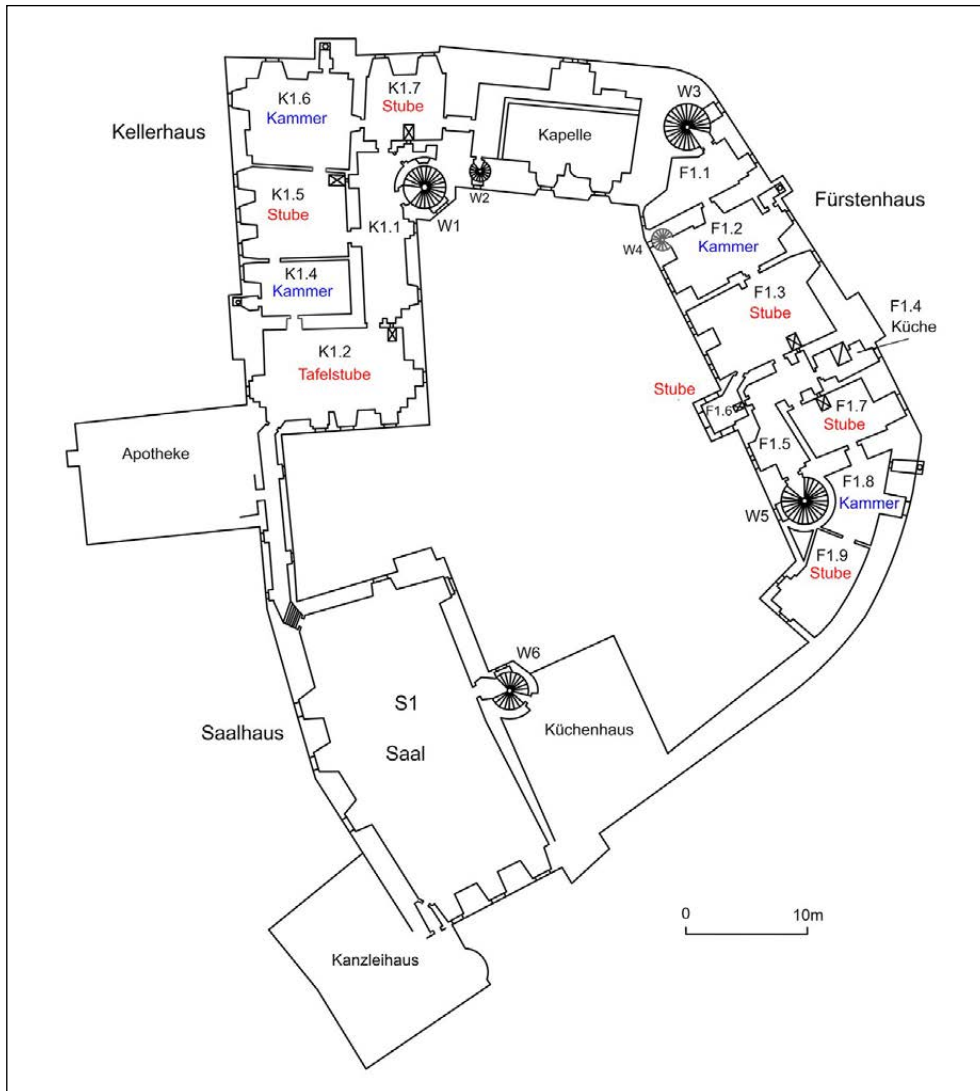 K1.7
Stube
K1.6
Kammer
W3
Kellerhaus
Kapelle
F1.1
W2
K1.5
Stube
K1.1
W1
Fürstenhaus
F1.2
Kammer
W4
K1.4
Kammer
F1.3
Stube
F1.4
Küche
K1.2
Tafelstube
Stube
F1.6
F1.7
Stube
F1.5
Apotheke
F1.8
Kammer
W5
F1.9
Stube
W6
S1
Saal
Saalhaus
Küchenhaus
0 10m
Kanzleihaus